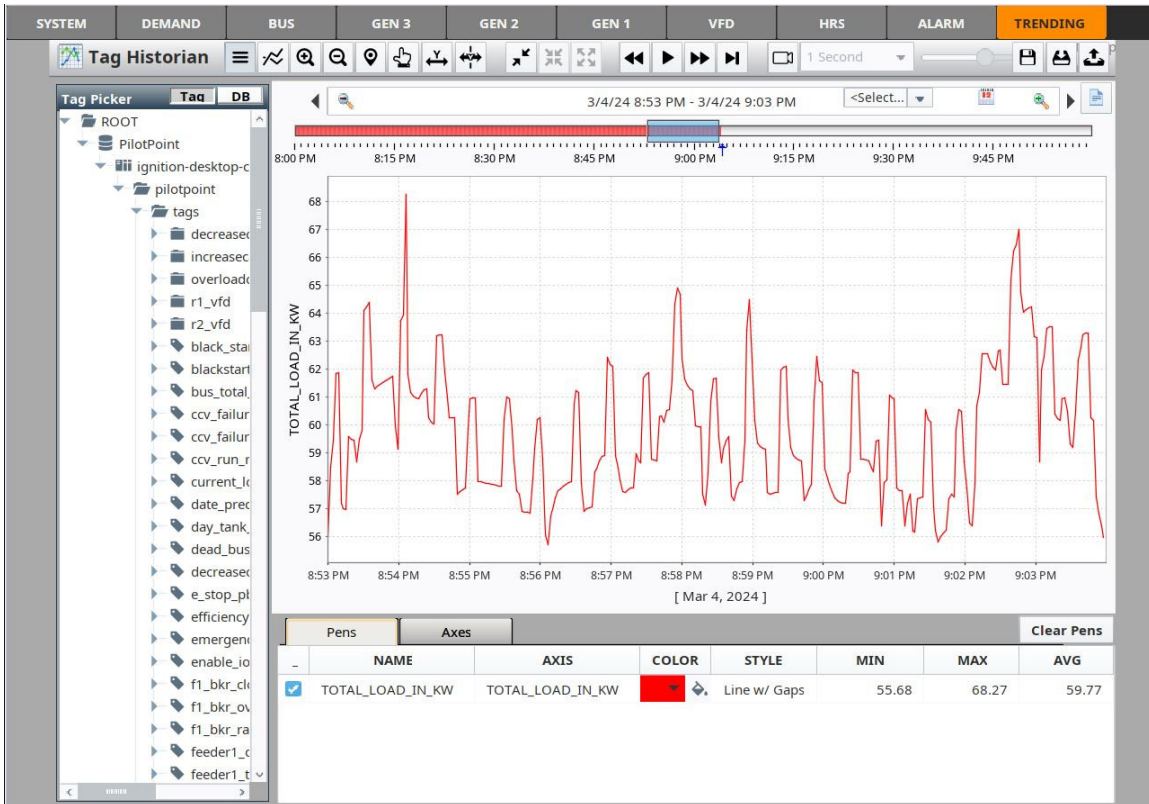 SYSTEM DEMAND BUS GEN 3 GEN 2 GEN 1 VFD HRS ALARM TRENDING
Tag Historian 1 Second
Tag Picker Tag DB
ROOT
PilotPoint
ignition-desktop-c
pilotpoint
tags
decreased
increased
overload
r1_vfd
r2_vfd
black_sta
blackstart
bus_total_
ccv_failur
ccv_failur
ccv_run_r
current_lo
date_pred
day_tank_
dead_bus
decreased
e_stop_pl
efficiency
emergen
enable_io
f1_bkr_cl
f1_bkr_ov
f1_bkr_ra
feeder1_c
feeder1_t
3/4/24 8:53 PM - 3/4/24 9:03 PM <Select...
8:00 PM 8:15 PM 8:30 PM 8:45 PM 9:00 PM 9:15 PM 9:30 PM 9:45 PM
TOTAL_LOAD_IN_KW
68
67
66
65
64
63
62
61
60
59
58
57
56
8:53 PM 8:54 PM 8:55 PM 8:56 PM 8:57 PM 8:58 PM 8:59 PM 9:00 PM 9:01 PM 9:02 PM 9:03 PM
[ Mar 4, 2024 ]
Pens Axes Clear Pens
NAME AXIS COLOR STYLE MIN MAX AVG
TOTAL_LOAD_IN_KW TOTAL_LOAD_IN_KW Line w/ Gaps 55.68 68.27 59.77